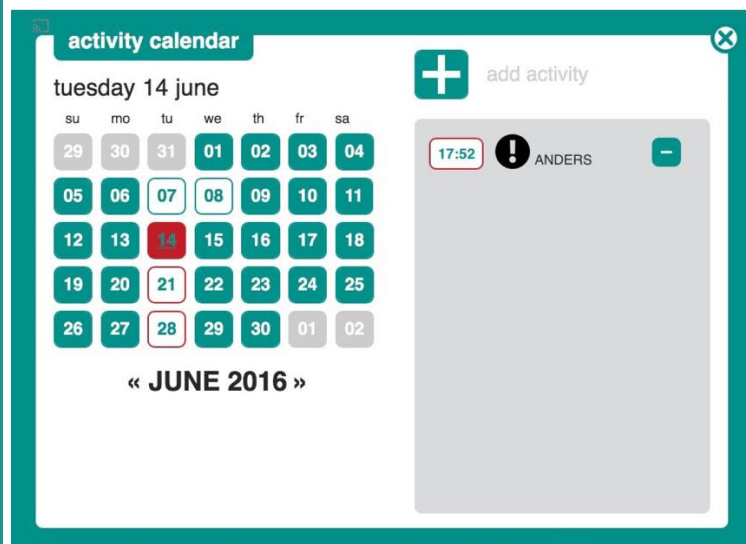 activity calendar
tuesday 14 june
su mo tu we th fr sa
29 30 31 01 02 03 04
05 06 07 08 09 10 11
12 13 14 15 16 17 18
19 20 21 22 23 24 25
26 27 28 29 30 01 02
« JUNE 2016 »
add activity
17:52 ANDERS